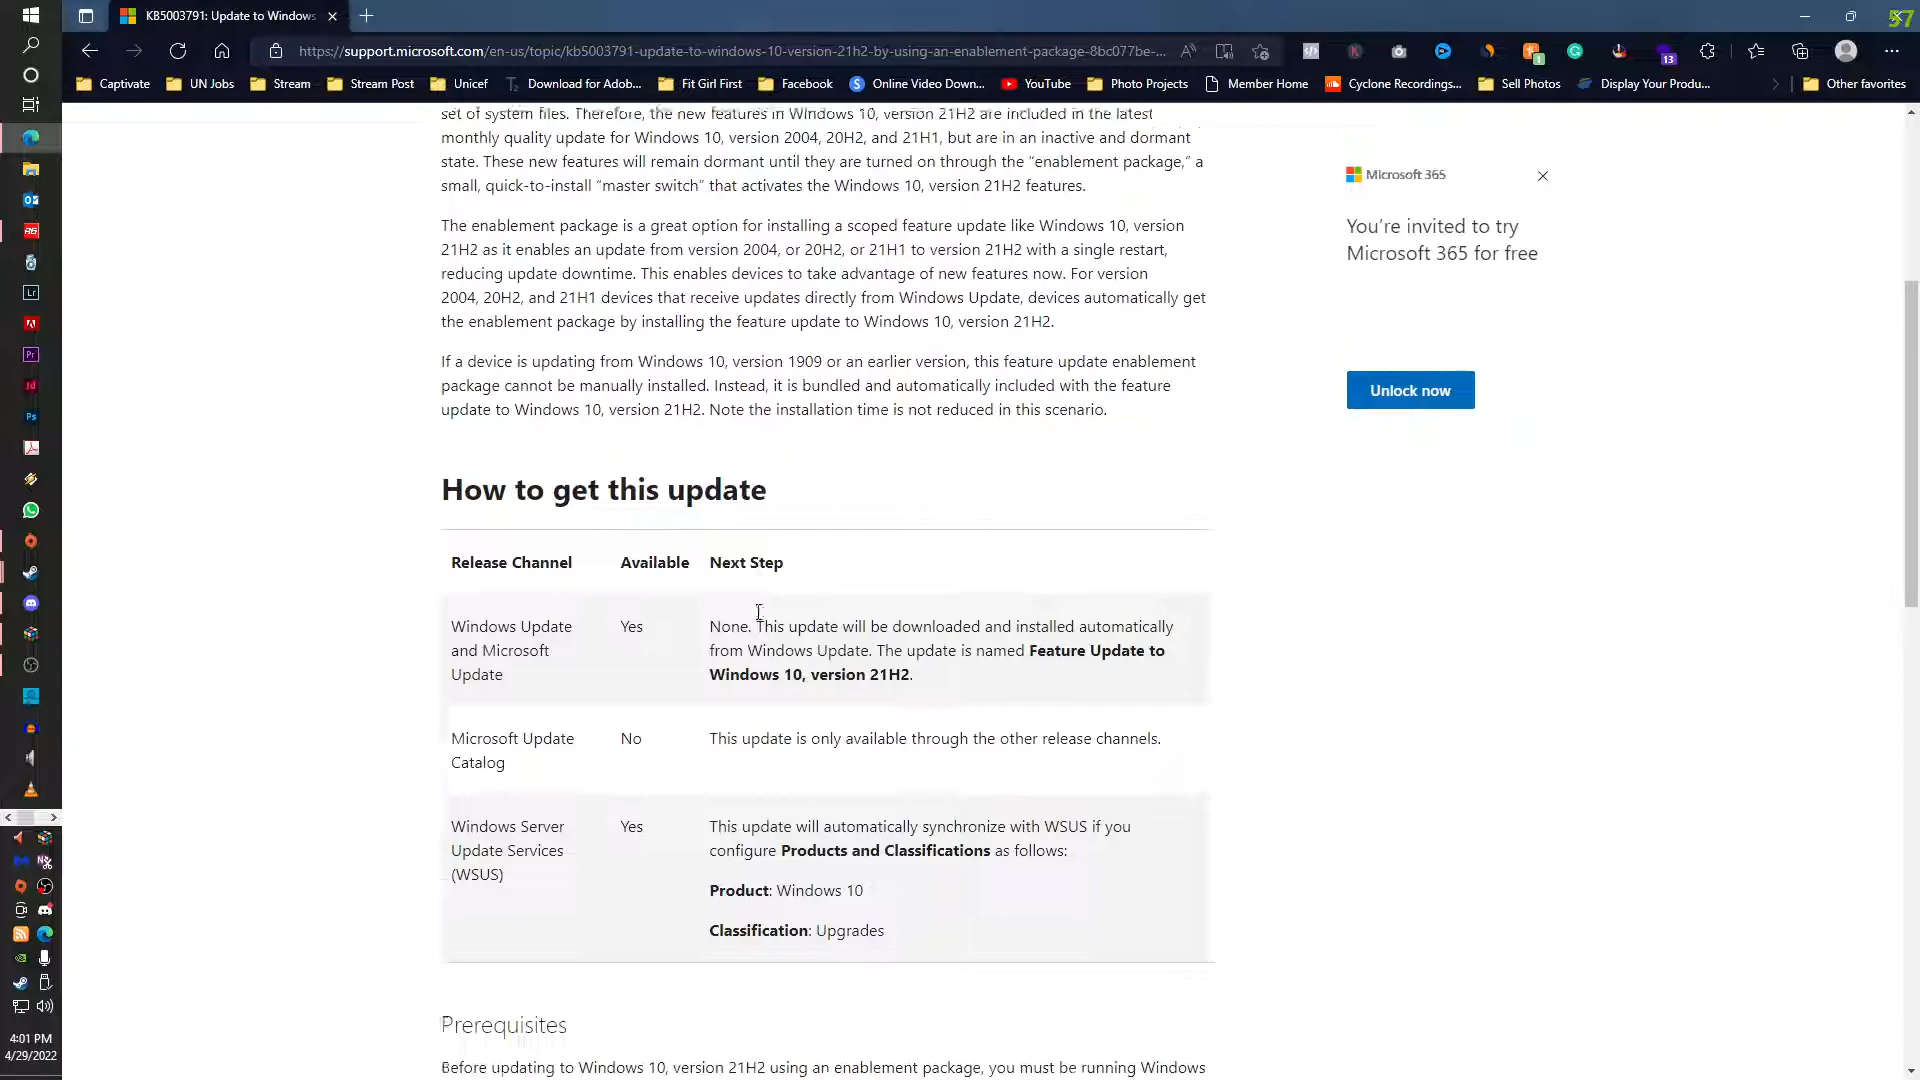 KB5003791: Update to Windows
57
https://support.microsoft.com/en-us/topic/kb5003791-update-to-windows-10-version-21h2-by-using-an-enablement-package-8bc077be-...
1
13
Captivate
UN Jobs
Stream
Stream Post
Unicef
Download for Adob...
Fit Girl First
Facebook
Online Video Down...
YouTube
Photo Projects
Member Home
Cyclone Recordings...
Sell Photos
Display Your Produ...
Other favorites
set of system files. Therefore, the new features in Windows 10, version 21H2 are included in the latest
monthly quality update for Windows 10, version 2004, 20H2, and 21H1, but are in an inactive and dormant
state. These new features will remain dormant until they are turned on through the “enablement package,” a
small, quick-to-install “master switch” that activates the Windows 10, version 21H2 features.
The enablement package is a great option for installing a scoped feature update like Windows 10, version
21H2 as it enables an update from version 2004, or 20H2, or 21H1 to version 21H2 with a single restart,
reducing update downtime. This enables devices to take advantage of new features now. For version
2004, 20H2, and 21H1 devices that receive updates directly from Windows Update, devices automatically get
the enablement package by installing the feature update to Windows 10, version 21H2.
If a device is updating from Windows 10, version 1909 or an earlier version, this feature update enablement
package cannot be manually installed. Instead, it is bundled and automatically included with the feature
update to Windows 10, version 21H2. Note the installation time is not reduced in this scenario.
How to get this update
Release Channel Available Next Step
Windows Update
and Microsoft
Update
Yes
None. This update will be downloaded and installed automatically
from Windows Update. The update is named Feature Update to
Windows 10, version 21H2.
Microsoft Update
Catalog
No
This update is only available through the other release channels.
Windows Server
Update Services
(WSUS)
Yes
This update will automatically synchronize with WSUS if you
configure Products and Classifications as follows:
Product: Windows 10
Classification: Upgrades
Prerequisites
Before updating to Windows 10, version 21H2 using an enablement package, you must be running Windows
Microsoft 365
You’re invited to try
Microsoft 365 for free
Unlock now
Lr
Pr
Id
Ps
4:01 PM
4/29/2022